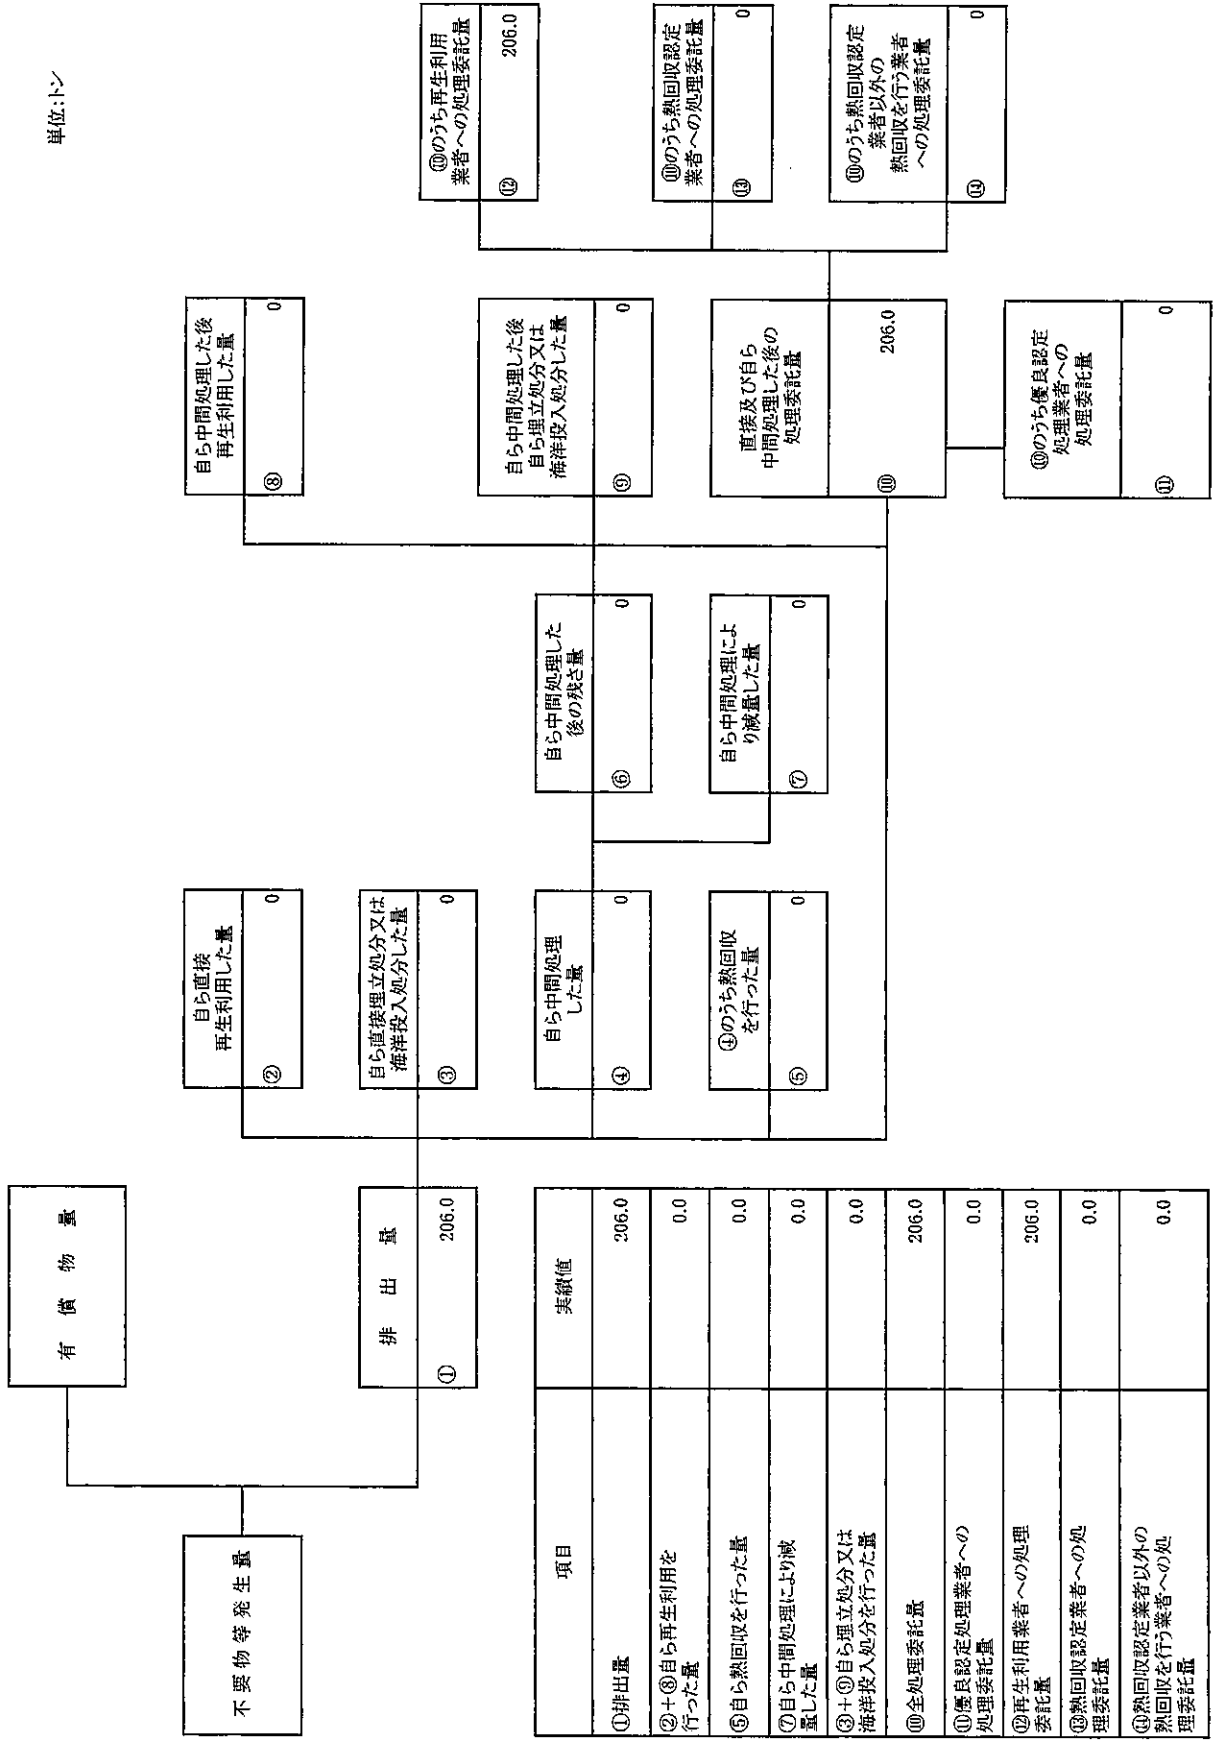 単位:トン
有償物量
不要物等発生量
排出量
① 206.0
自ら直接
再生利用した量
② 0
自ら直接埋立処分又は
海洋投入処分した量
③ 0
自ら中間処理
した量
④ 0
④のうち熱回収
を行った量
⑤ 0
自ら中間処理した
後の残さ量
⑥ 0
自ら中間処理によ
り減量した量
⑦ 0
自ら中間処理した後
再生利用した量
⑧ 0
自ら中間処理した後
自ら埋立処分又は
海洋投入処分した量
⑨ 0
直接及び自ら
中間処理した後の
処理委託量
⑩ 206.0
⑩のうち優良認定
処理業者への
処理委託量
⑪ 0
⑩のうち再生利用
業者への処理委託量
⑫ 206.0
⑩のうち熱回収認定
業者への処理委託量
⑬ 0
⑩のうち熱回収認定
業者以外の
熱回収を行う業者
への処理委託量
⑭ 0
項目 実績値
①排出量 206.0
②+⑧自ら再生利用を
行った量 0.0
⑤自ら熱回収を行った量 0.0
⑦自ら中間処理により減
量した量 0.0
③+⑨自ら埋立処分又は
海洋投入処分を行った量 0.0
⑩全処理委託量 206.0
⑪優良認定処理業者への
処理委託量 0.0
⑫再生利用業者への処理
委託量 206.0
⑬熱回収認定業者への処
理委託量 0.0
⑭熱回収認定業者以外の
熱回収を行う業者への処
理委託量 0.0